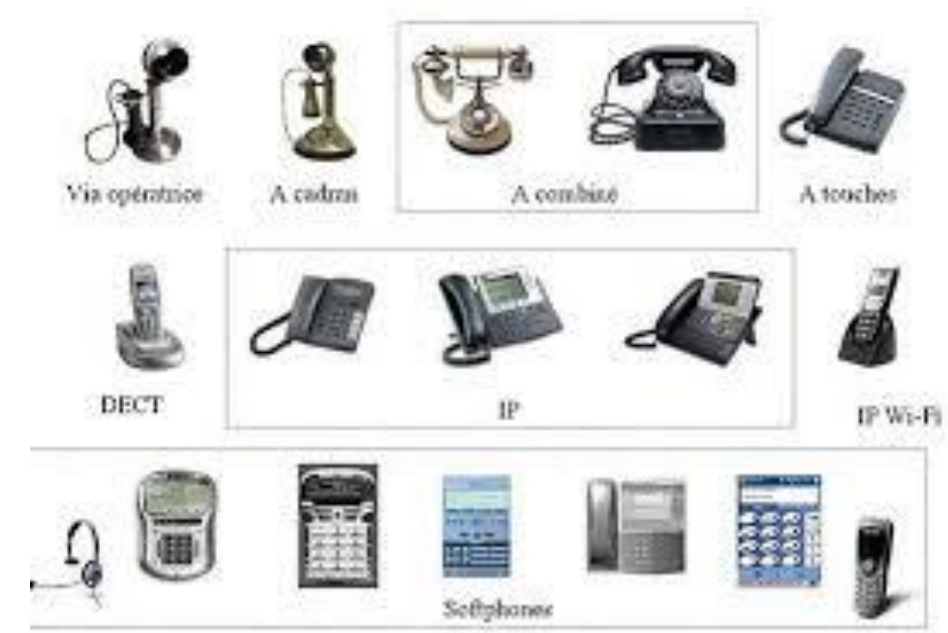 Via opératrice
A cadran
A combiné
A touches
DECT
IP
IP Wi-Fi
Softphones